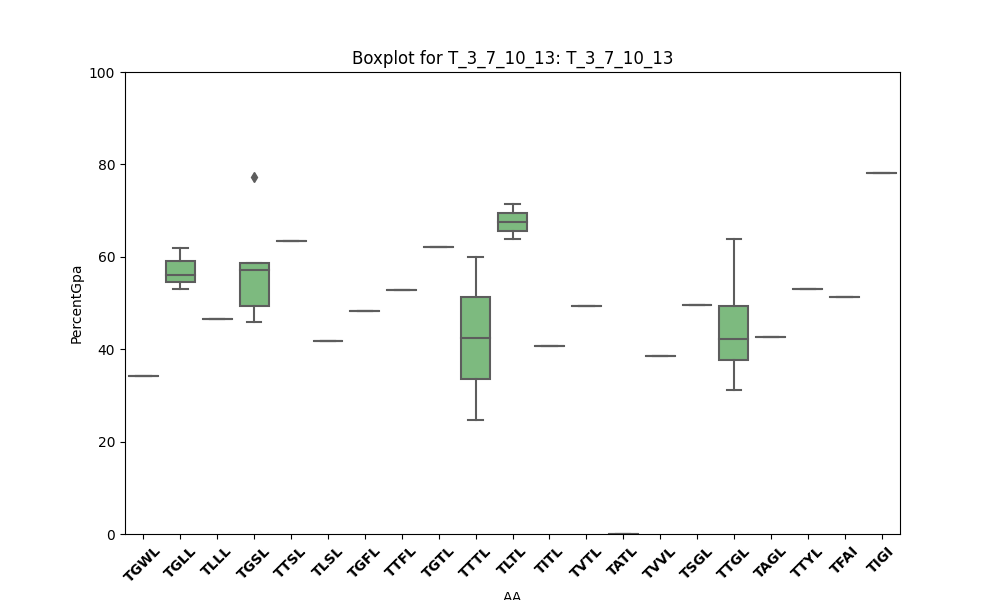 Boxplot for T_3_7_10_13: T_3_7_10_13
100
80
60
40
20
0
PercentGpa
TGWL
TGLL
TLLL
TGSL
TTSL
TLSL
TGFL
TTFL
TGTL
TTTL
TLTL
TITL
TVTL
TATL
TVVL
TSGL
TTGL
TAGL
TTYL
TFAI
TIGI
AA